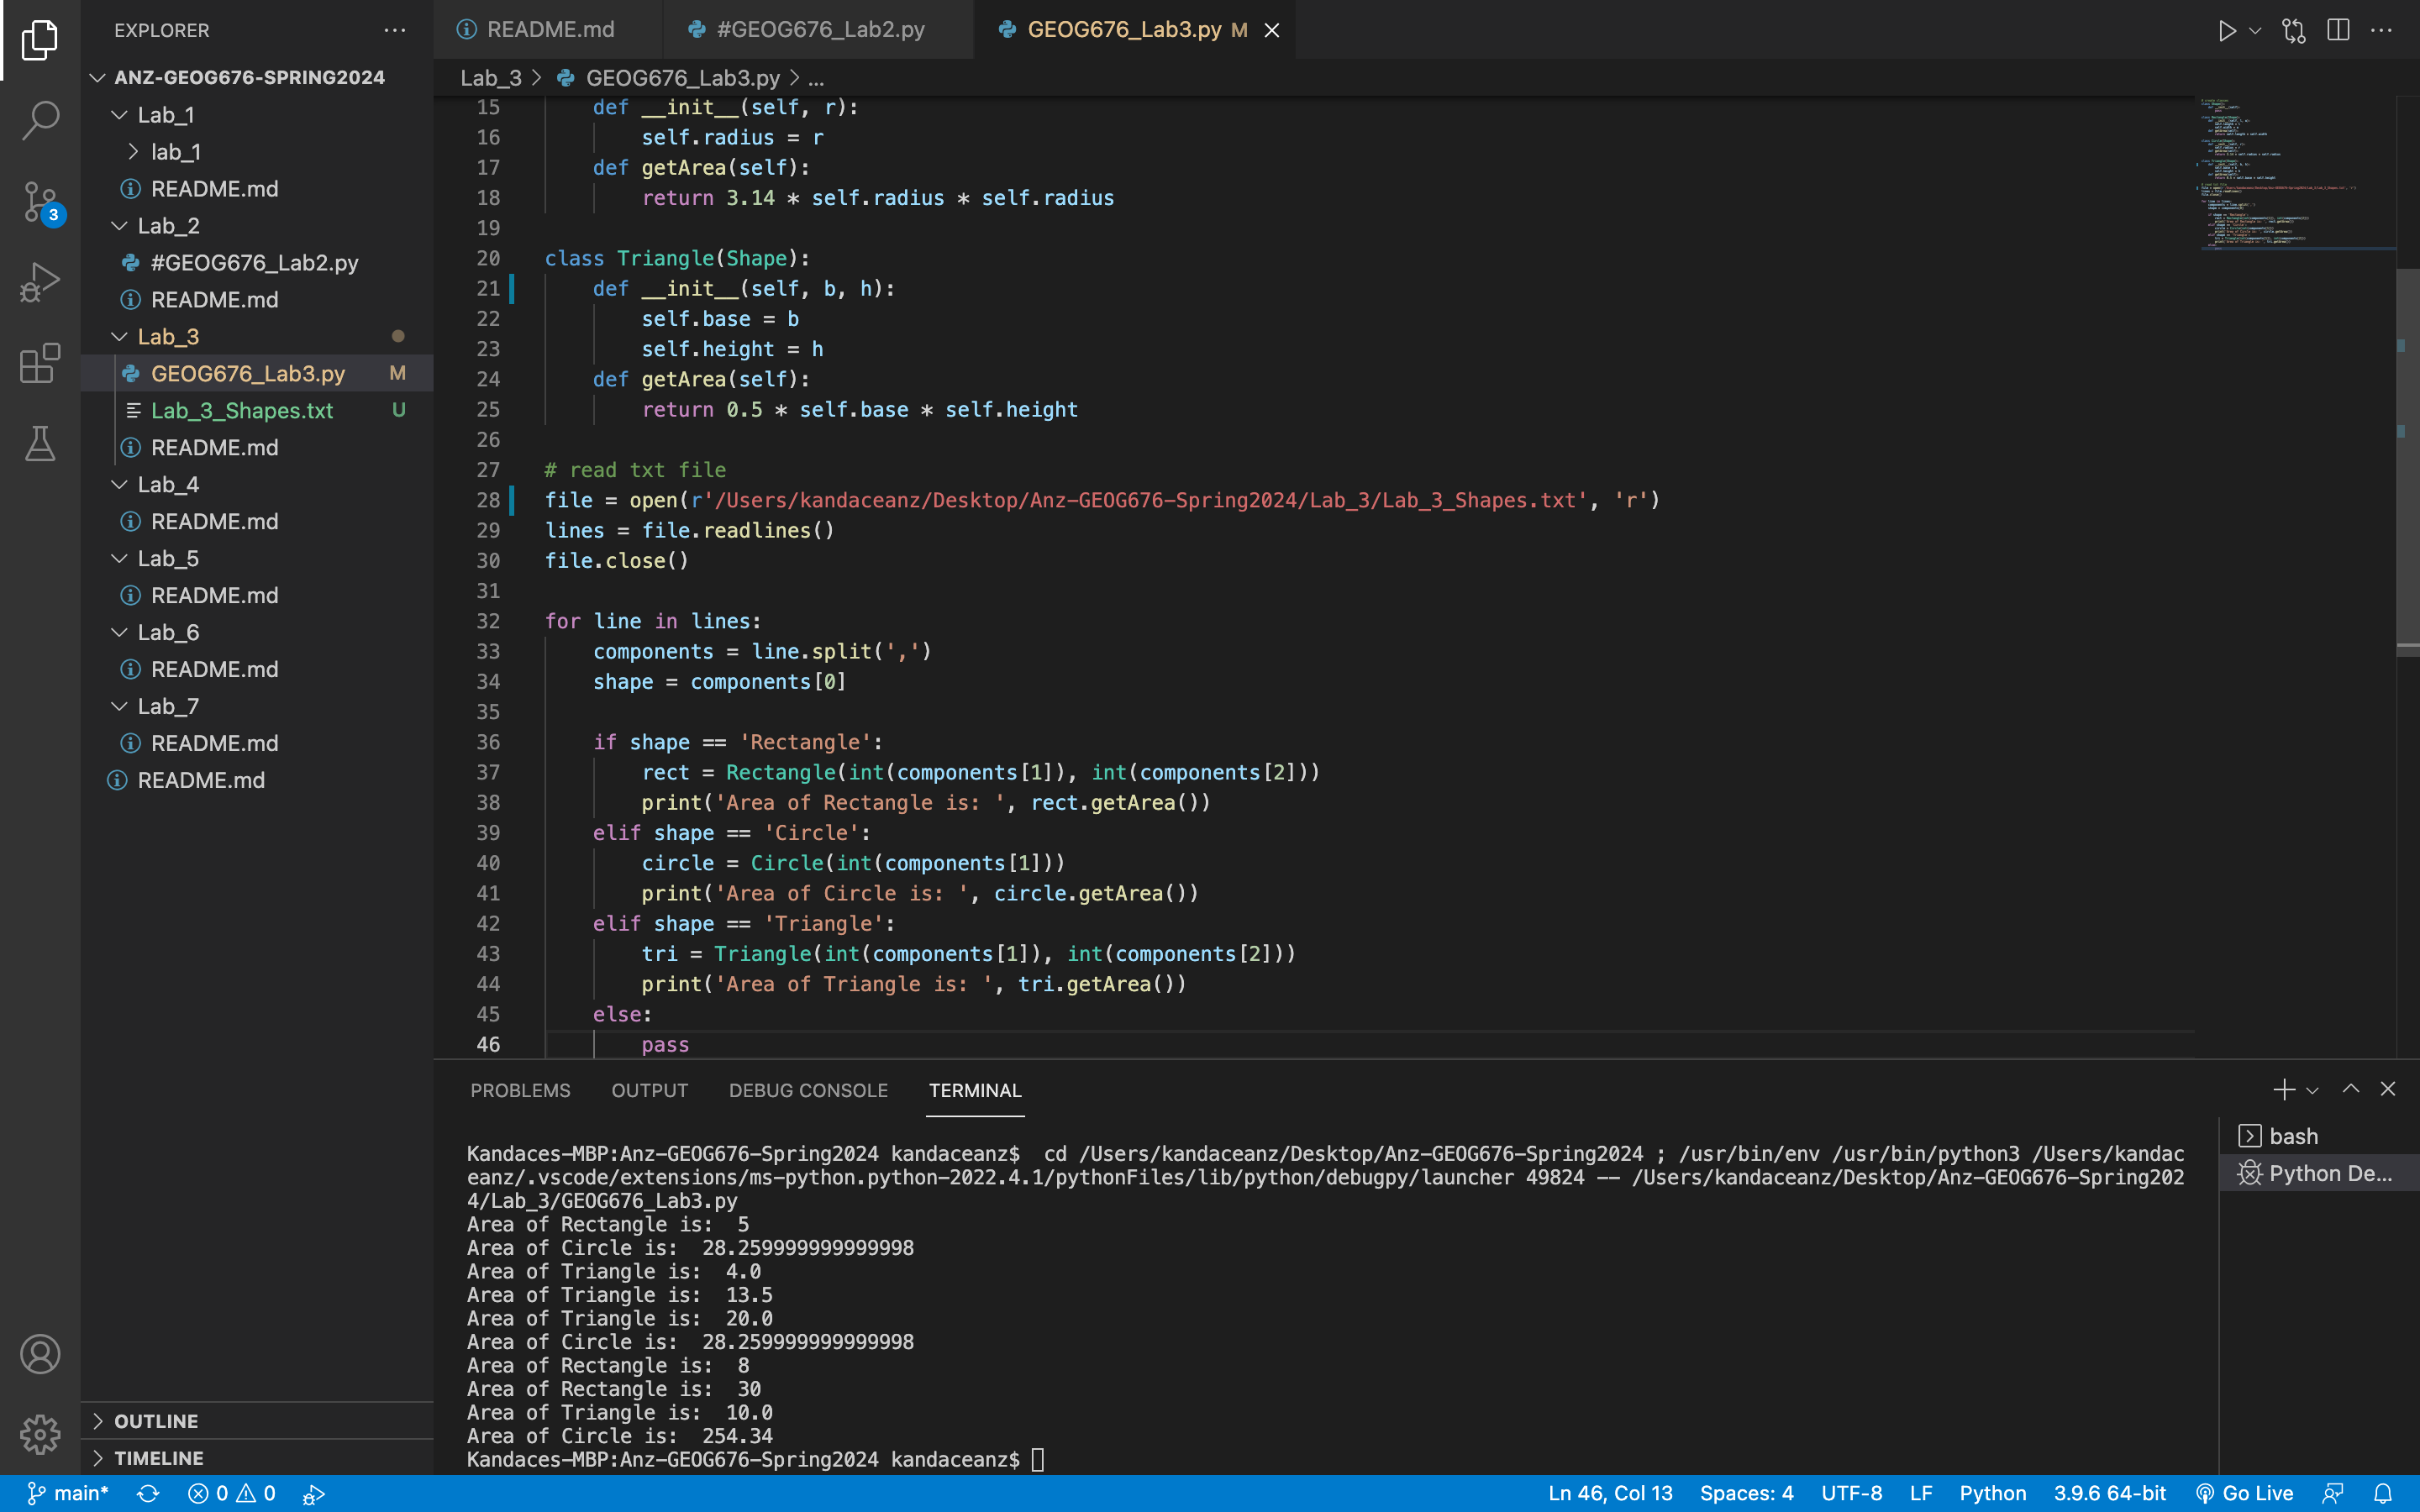 EXPLORER
ANZ-GEOG676-SPRING2024
Lab_1
lab_1
README.md
Lab_2
#GEOG676_Lab2.py
README.md
Lab_3
GEOG676_Lab3.py M
Lab_3_Shapes.txt U
README.md
Lab_4
README.md
Lab_5
README.md
Lab_6
README.md
Lab_7
README.md
README.md
OUTLINE
TIMELINE
3
README.md #GEOG676_Lab2.py GEOG676_Lab3.py M
Lab_3 > GEOG676_Lab3.py > ...
15     def __init__(self, r):
16         self.radius = r
17     def getArea(self):
18         return 3.14 * self.radius * self.radius
19
20 class Triangle(Shape):
21     def __init__(self, b, h):
22         self.base = b
23         self.height = h
24     def getArea(self):
25         return 0.5 * self.base * self.height
26
27 # read txt file
28 file = open(r'/Users/kandaceanz/Desktop/Anz-GEOG676-Spring2024/Lab_3/Lab_3_Shapes.txt', 'r')
29 lines = file.readlines()
30 file.close()
31
32 for line in lines:
33     components = line.split(',')
34     shape = components[0]
35
36     if shape == 'Rectangle':
37         rect = Rectangle(int(components[1]), int(components[2]))
38         print('Area of Rectangle is: ', rect.getArea())
39     elif shape == 'Circle':
40         circle = Circle(int(components[1]))
41         print('Area of Circle is: ', circle.getArea())
42     elif shape == 'Triangle':
43         tri = Triangle(int(components[1]), int(components[2]))
44         print('Area of Triangle is: ', tri.getArea())
45     else:
46         pass
PROBLEMS OUTPUT DEBUG CONSOLE TERMINAL
bash
Python De...
Kandaces-MBP:Anz-GEOG676-Spring2024 kandaceanz$  cd /Users/kandaceanz/Desktop/Anz-GEOG676-Spring2024 ; /usr/bin/env /usr/bin/python3 /Users/kandac
eanz/.vscode/extensions/ms-python.python-2022.4.1/pythonFiles/lib/python/debugpy/launcher 49824 -- /Users/kandaceanz/Desktop/Anz-GEOG676-Spring202
4/Lab_3/GEOG676_Lab3.py
Area of Rectangle is:  5
Area of Circle is:  28.259999999999998
Area of Triangle is:  4.0
Area of Triangle is:  13.5
Area of Triangle is:  20.0
Area of Circle is:  28.259999999999998
Area of Rectangle is:  8
Area of Rectangle is:  30
Area of Triangle is:  10.0
Area of Circle is:  254.34
Kandaces-MBP:Anz-GEOG676-Spring2024 kandaceanz$
main* 0 0 Ln 46, Col 13 Spaces: 4 UTF-8 LF Python 3.9.6 64-bit Go Live